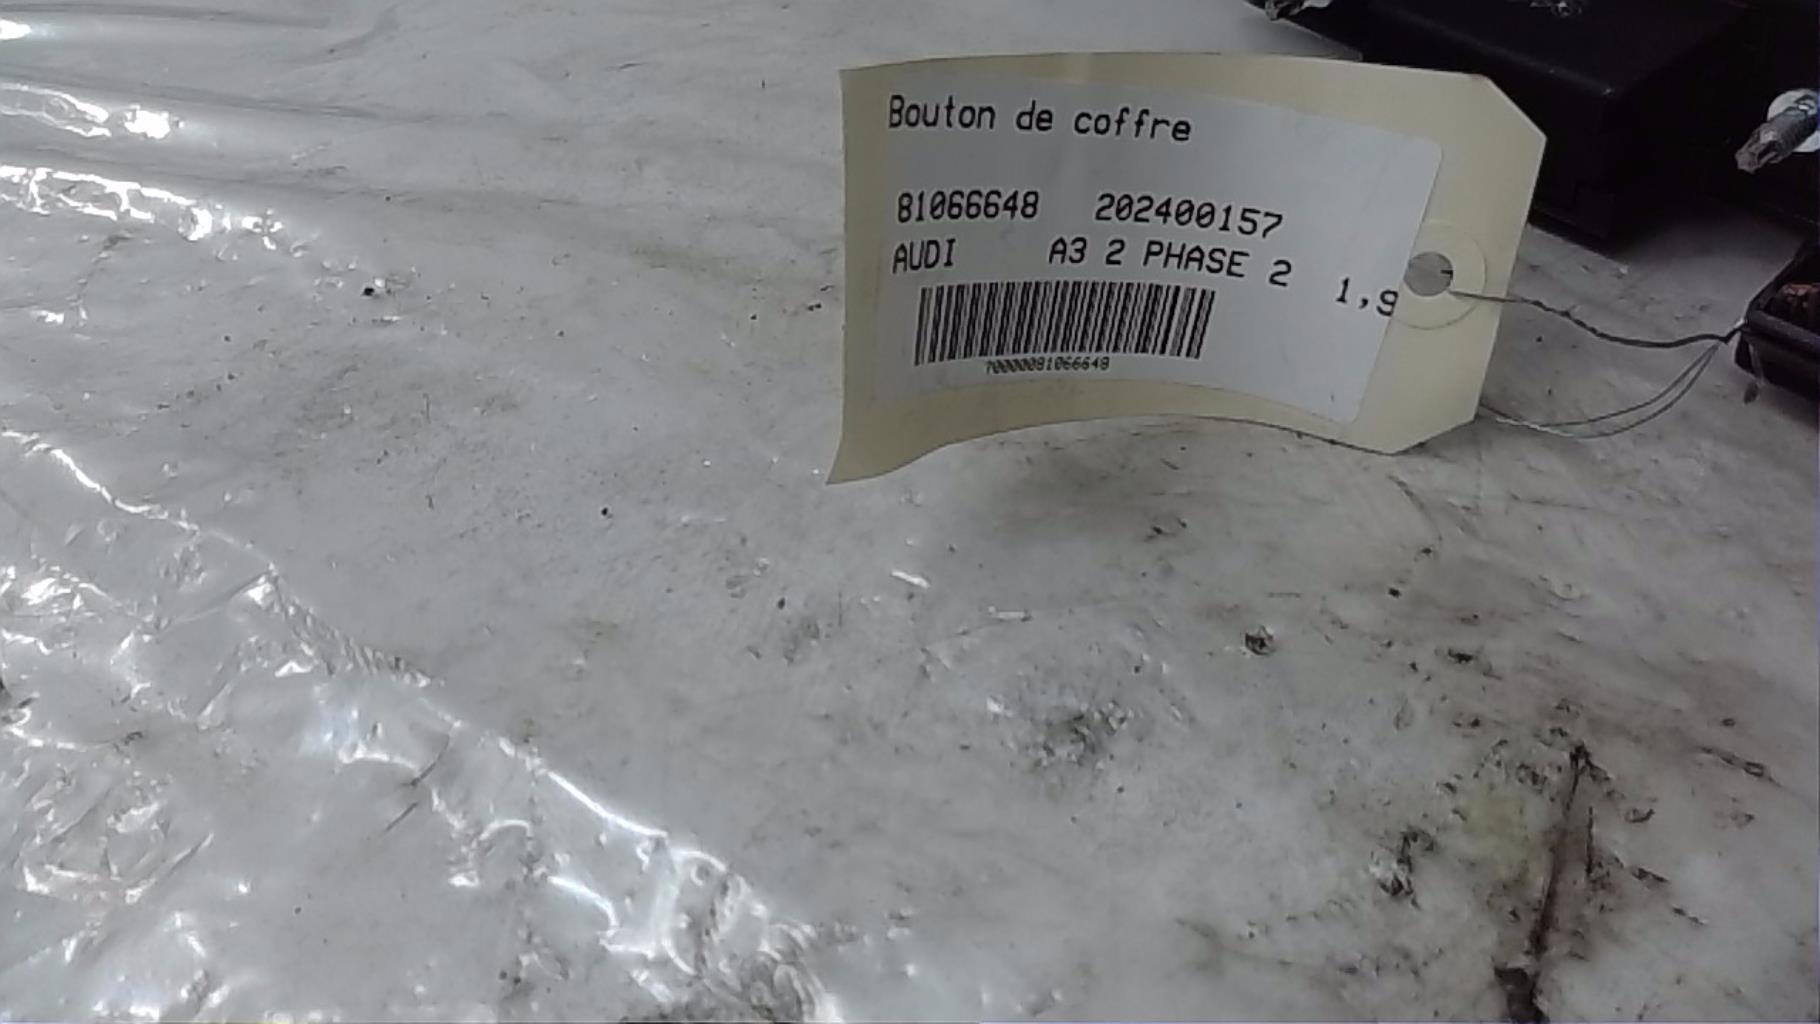 Bouton de coffre
81066648 202400157
AUDI A3 2 PHASE 2 1,9
70000081066648